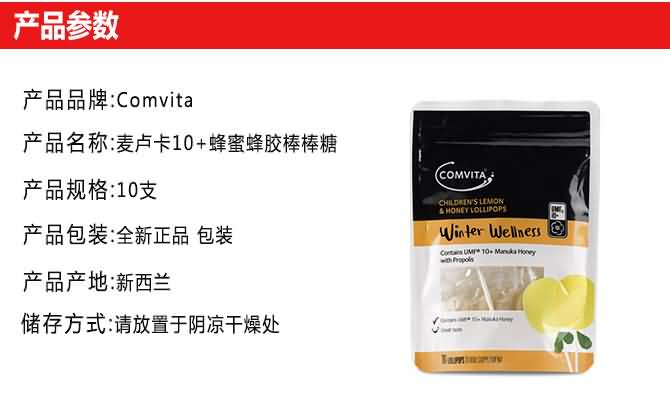 产品参数
产品品牌:Comvita
产品名称:麦卢卡10+蜂蜜蜂胶棒棒糖
产品规格:10支
产品包装:全新正品 包装
产品产地:新西兰
储存方式:请放置于阴凉干燥处
COMVITA
CHILDREN'S LEMON
& HONEY LOLLIPOPS
UMF®
10+
Winter Wellness
Contains UMF® 10+ Manuka Honey
with Propolis
Contains UMF® 10+ Manuka Honey
Great taste
10 LOLLIPOPS